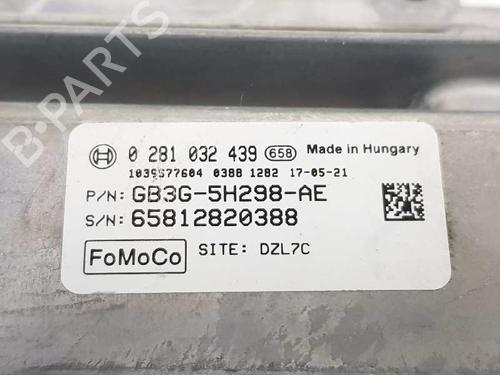 B-PARTS
0 281 032 439 658 Made in Hungary
1039S77604 0388 1282 17-05-21
P/N: GB3G-5H298-AE
S/N: 65812820388
FoMoCo SITE: DZL7C